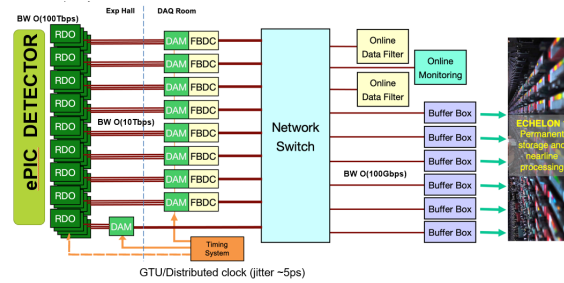 BW O(100Tbps)
Exp Hall
DAQ Room
ePIC DETECTOR
RDO
RDO
RDO
RDO
RDO
RDO
RDO
RDO
RDO
BW O(10Tbps)
DAM FBDC
DAM FBDC
DAM FBDC
DAM FBDC
DAM FBDC
DAM FBDC
DAM FBDC
DAM FBDC
DAM
Timing
System
GTU/Distributed clock (jitter ~5ps)
Network
Switch
Online
Data Filter
Online
Monitoring
Online
Data Filter
BW O(100Gbps)
Buffer Box
Buffer Box
Buffer Box
Buffer Box
Buffer Box
Buffer Box
ECHELON
Permanent
storage and
nearline
processing